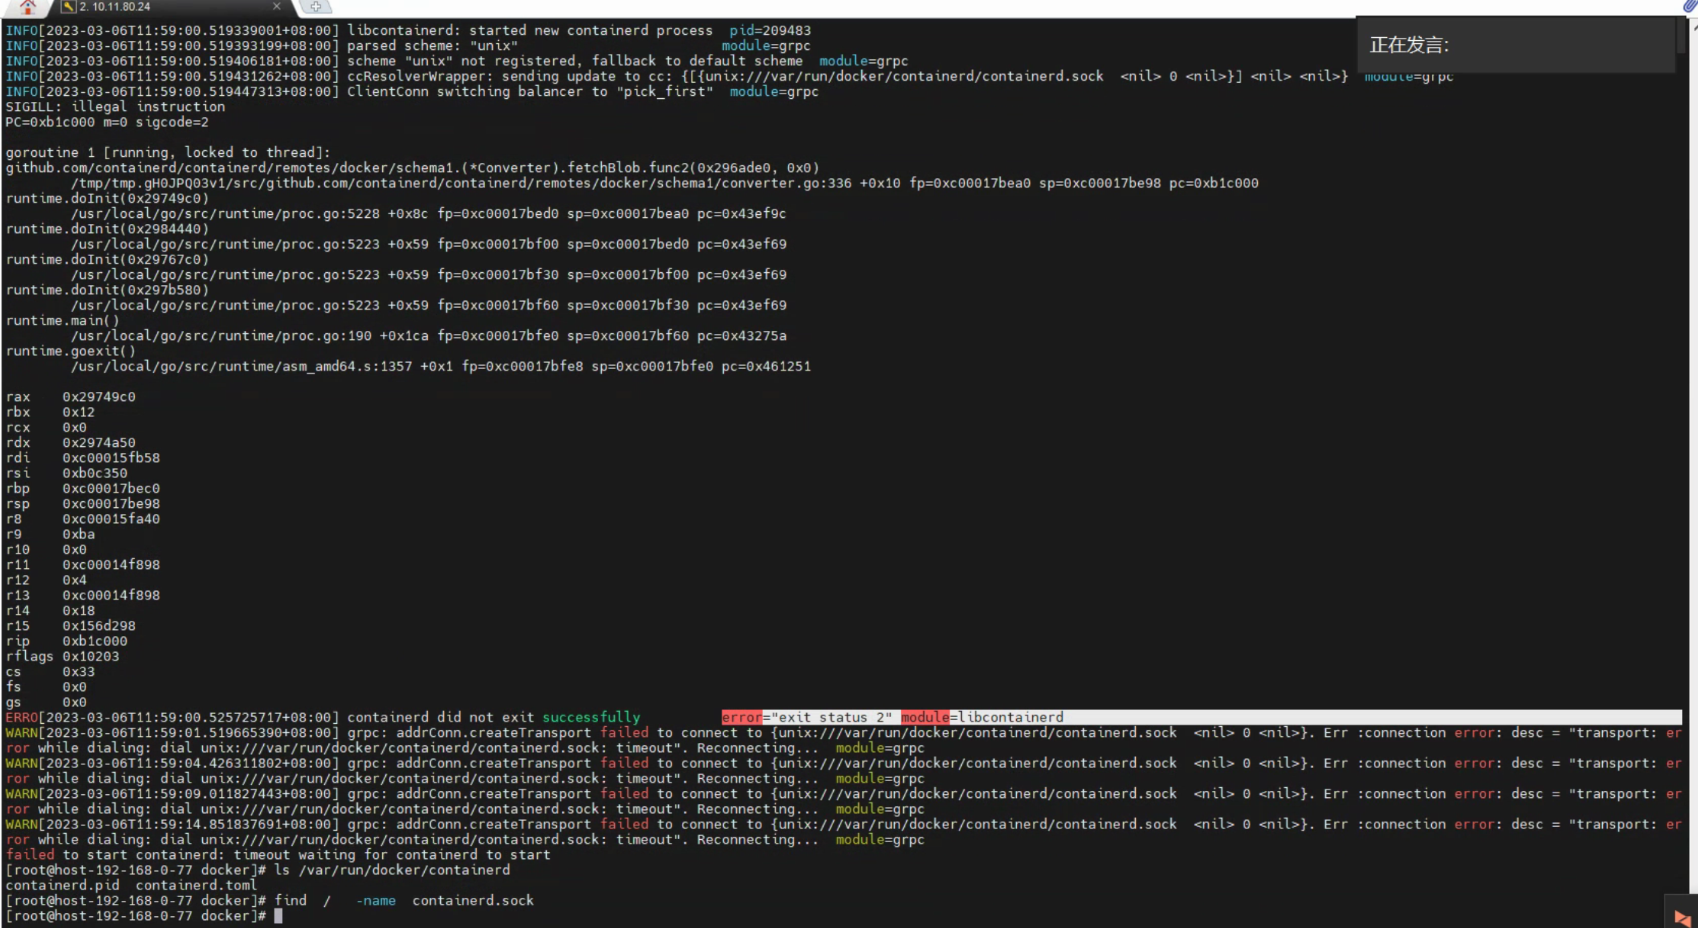 2. 10.11.80.24
正在发言:
INFO[2023-03-06T11:59:00.519339001+08:00] libcontainerd: started new containerd process  pid=209483
INFO[2023-03-06T11:59:00.519393199+08:00] parsed scheme: "unix"                         module=grpc
INFO[2023-03-06T11:59:00.519406181+08:00] scheme "unix" not registered, fallback to default scheme  module=grpc
INFO[2023-03-06T11:59:00.519431262+08:00] ccResolverWrapper: sending update to cc: {[{unix:///var/run/docker/containerd/containerd.sock  <nil> 0 <nil>}] <nil> <nil>}  module=grpc
INFO[2023-03-06T11:59:00.519447313+08:00] ClientConn switching balancer to "pick_first"  module=grpc
SIGILL: illegal instruction
PC=0xb1c000 m=0 sigcode=2
goroutine 1 [running, locked to thread]:
github.com/containerd/containerd/remotes/docker/schema1.(*Converter).fetchBlob.func2(0x296ade0, 0x0)
/tmp/tmp.gH0JPQ03v1/src/github.com/containerd/containerd/remotes/docker/schema1/converter.go:336 +0x10 fp=0xc00017bea0 sp=0xc00017be98 pc=0xb1c000
runtime.doInit(0x29749c0)
/usr/local/go/src/runtime/proc.go:5228 +0x8c fp=0xc00017bed0 sp=0xc00017bea0 pc=0x43ef9c
runtime.doInit(0x2984440)
/usr/local/go/src/runtime/proc.go:5223 +0x59 fp=0xc00017bf00 sp=0xc00017bed0 pc=0x43ef69
runtime.doInit(0x29767c0)
/usr/local/go/src/runtime/proc.go:5223 +0x59 fp=0xc00017bf30 sp=0xc00017bf00 pc=0x43ef69
runtime.doInit(0x297b580)
/usr/local/go/src/runtime/proc.go:5223 +0x59 fp=0xc00017bf60 sp=0xc00017bf30 pc=0x43ef69
runtime.main()
/usr/local/go/src/runtime/proc.go:190 +0x1ca fp=0xc00017bfe0 sp=0xc00017bf60 pc=0x43275a
runtime.goexit()
/usr/local/go/src/runtime/asm_amd64.s:1357 +0x1 fp=0xc00017bfe8 sp=0xc00017bfe0 pc=0x461251
rax    0x29749c0
rbx    0x12
rcx    0x0
rdx    0x2974a50
rdi    0xc00015fb58
rsi    0xb0c350
rbp    0xc00017bec0
rsp    0xc00017be98
r8     0xc00015fa40
r9     0xba
r10    0x0
r11    0xc00014f898
r12    0x4
r13    0xc00014f898
r14    0x18
r15    0x156d298
rip    0xb1c000
rflags 0x10203
cs     0x33
fs     0x0
gs     0x0
ERRO[2023-03-06T11:59:00.525725717+08:00] containerd did not exit successfully          error="exit status 2" module=libcontainerd
WARN[2023-03-06T11:59:01.519665390+08:00] grpc: addrConn.createTransport failed to connect to {unix:///var/run/docker/containerd/containerd.sock  <nil> 0 <nil>}. Err :connection error: desc = "transport: er
ror while dialing: dial unix:///var/run/docker/containerd/containerd.sock: timeout". Reconnecting...  module=grpc
WARN[2023-03-06T11:59:04.426311802+08:00] grpc: addrConn.createTransport failed to connect to {unix:///var/run/docker/containerd/containerd.sock  <nil> 0 <nil>}. Err :connection error: desc = "transport: er
ror while dialing: dial unix:///var/run/docker/containerd/containerd.sock: timeout". Reconnecting...  module=grpc
WARN[2023-03-06T11:59:09.011827443+08:00] grpc: addrConn.createTransport failed to connect to {unix:///var/run/docker/containerd/containerd.sock  <nil> 0 <nil>}. Err :connection error: desc = "transport: er
ror while dialing: dial unix:///var/run/docker/containerd/containerd.sock: timeout". Reconnecting...  module=grpc
WARN[2023-03-06T11:59:14.851837691+08:00] grpc: addrConn.createTransport failed to connect to {unix:///var/run/docker/containerd/containerd.sock  <nil> 0 <nil>}. Err :connection error: desc = "transport: er
ror while dialing: dial unix:///var/run/docker/containerd/containerd.sock: timeout". Reconnecting...  module=grpc
failed to start containerd: timeout waiting for containerd to start
[root@host-192-168-0-77 docker]# ls /var/run/docker/containerd
containerd.pid  containerd.toml
[root@host-192-168-0-77 docker]# find  /   -name  containerd.sock
[root@host-192-168-0-77 docker]#